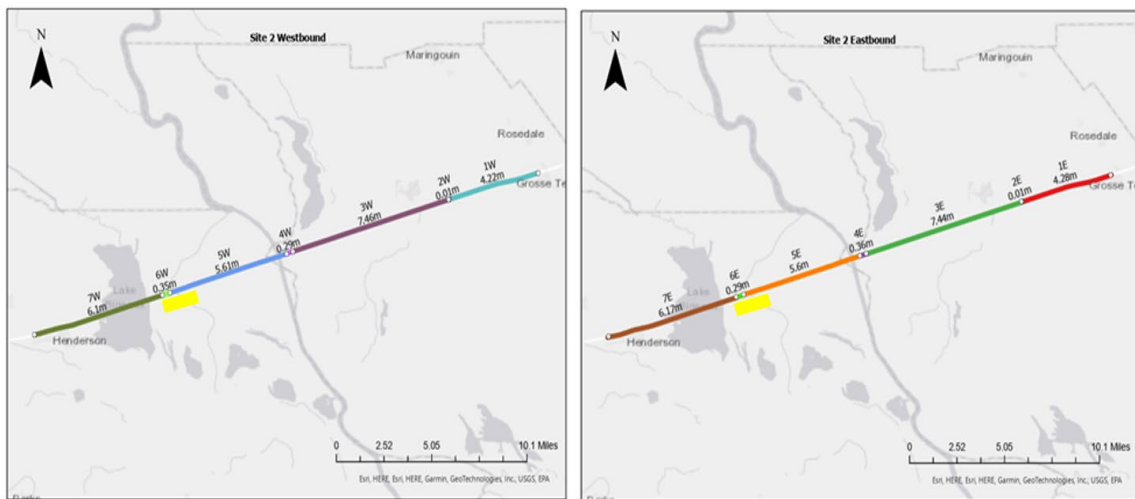 N
Site 2 Westbound
Maringouin
Rosedale
1W
4.22m
Grosse Te
2W
0.01m
3W
7.46m
4W
0.29m
5W
5.61m
6W
0.35m
Lake
7W
6.1m
Henderson
0 2.52 5.05 10.1 Miles
Esri, HERE, Esri, HERE, Garmin, GeoTechnologies, Inc., USGS, EPA
N
Site 2 Eastbound
Maringouin
Rosedale
1E
4.28m
Grosse Te
2E
0.01m
3E
7.44m
4E
0.36m
5E
5.6m
6E
0.29m
Lake
7E
6.17m
Henderson
0 2.52 5.05 10.1 Miles
Esri, HERE, Esri, HERE, Garmin, GeoTechnologies, Inc., USGS, EPA